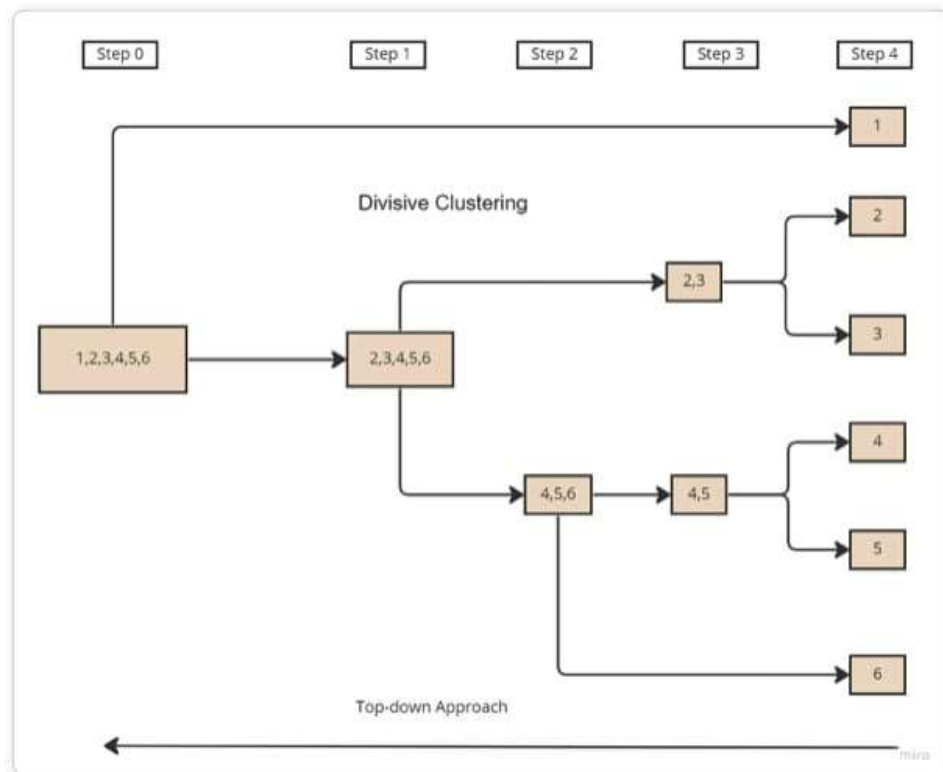 Step 0
Step 1
Step 2
Step 3
Step 4
1
Divisive Clustering
2
2,3
3
1,2,3,4,5,6
2,3,4,5,6
4
4,5,6
4,5
5
6
Top-down Approach
miro